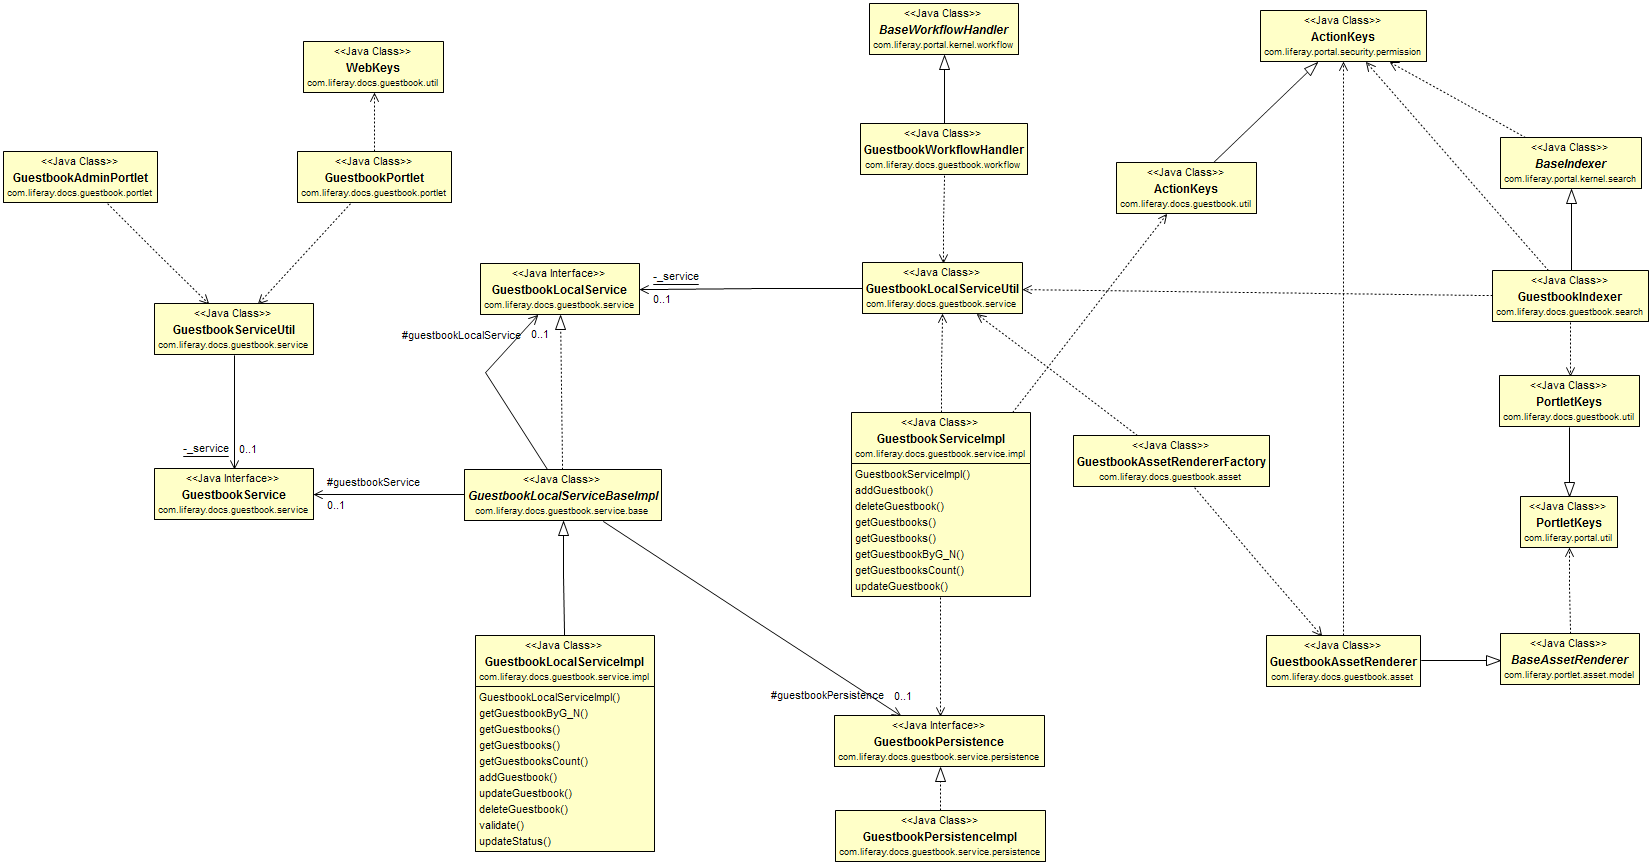 <<Java Class>>
BaseWorkflowHandler
com.liferay.portal.kernel.workflow
<<Java Class>>
ActionKeys
com.liferay.portal.security.permission
<<Java Class>>
WebKeys
com.liferay.docs.guestbook.util
<<Java Class>>
GuestbookWorkflowHandler
com.liferay.docs.guestbook.workflow
<<Java Class>>
BaseIndexer
com.liferay.portal.kernel.search
<<Java Class>>
GuestbookAdminPortlet
com.liferay.docs.guestbook.portlet
<<Java Class>>
GuestbookPortlet
com.liferay.docs.guestbook.portlet
<<Java Class>>
ActionKeys
com.liferay.docs.guestbook.util
<<Java Interface>>
GuestbookLocalService
com.liferay.docs.guestbook.service
-_service
0..1
<<Java Class>>
GuestbookLocalServiceUtil
com.liferay.docs.guestbook.service
<<Java Class>>
GuestbookIndexer
com.liferay.docs.guestbook.search
<<Java Class>>
GuestbookServiceUtil
com.liferay.docs.guestbook.service
#guestbookLocalService
0..1
<<Java Class>>
PortletKeys
com.liferay.docs.guestbook.util
-_service
0..1
<<Java Interface>>
GuestbookService
com.liferay.docs.guestbook.service
#guestbookService
0..1
<<Java Class>>
GuestbookLocalServiceBaseImpl
com.liferay.docs.guestbook.service.base
<<Java Class>>
GuestbookServiceImpl
com.liferay.docs.guestbook.service.impl
GuestbookServiceImpl()
addGuestbook()
deleteGuestbook()
getGuestbooks()
getGuestbooks()
getGuestbookByG_N()
getGuestbooksCount()
updateGuestbook()
<<Java Class>>
GuestbookAssetRendererFactory
com.liferay.docs.guestbook.asset
<<Java Class>>
PortletKeys
com.liferay.portal.util
<<Java Class>>
GuestbookLocalServiceImpl
com.liferay.docs.guestbook.service.impl
GuestbookLocalServiceImpl()
getGuestbookByG_N()
getGuestbooks()
getGuestbooks()
getGuestbooksCount()
addGuestbook()
updateGuestbook()
deleteGuestbook()
validate()
updateStatus()
<<Java Class>>
GuestbookAssetRenderer
com.liferay.docs.guestbook.asset
<<Java Class>>
BaseAssetRenderer
com.liferay.portlet.asset.model
#guestbookPersistence
0..1
<<Java Interface>>
GuestbookPersistence
com.liferay.docs.guestbook.service.persistence
<<Java Class>>
GuestbookPersistenceImpl
com.liferay.docs.guestbook.service.persistence